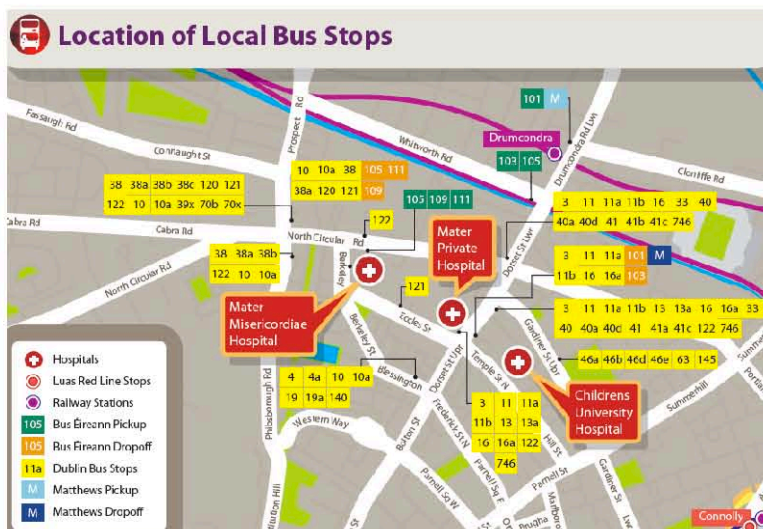 Location of Local Bus Stops
Fassaugh Rd
Connaught St
Prospect Rd
Whitworth Rd
101 M
Drumcondra
103 105
Drumcondra Rd Lwr
Clonliffe Rd
38 38a 38b 38c 120 121
122 10 10a 39x 70b 70x
10 10a 38 105 111
38a 120 121 109
105 109 111
122
3 11 11a 11b 16 33 40
40a 40d 41 41b 41c 746
Cabra Rd
Cabra Rd
North Circular Rd
North Circular Rd
Dorset St Lwr
38 38a 38b
122 10 10a
Berkeley
Mater
Private
Hospital
3 11 11a 101 M
11b 16 16a 103
121
Mater
Misericordiae
Hospital
Eccles St
Berkeley St
3 11 11a 11b 13 13a 16 16a 33
40 40a 40d 41 41a 41c 122 746
Gardiner St Upr
46a 46b 46d 46e 63 145
4 4a 10 10a
19 19a 140
Blessington
Dorset St Upr
Temple St N
Summerhill
Childrens
University
Hospital
3 11 11a
11b 13 13a
16 16a 122
746
Phibsborough Rd
Western Way
Bolton St
Frederick St N
Hill St
Parnell Sq E
Parnell Sq W
Parnell St
Gardiner St
Connolly
Hospitals
Luas Red Line Stops
Railway Stations
105 Bus Éireann Pickup
105 Bus Éireann Dropoff
11a Dublin Bus Stops
M Matthews Pickup
M Matthews Dropoff